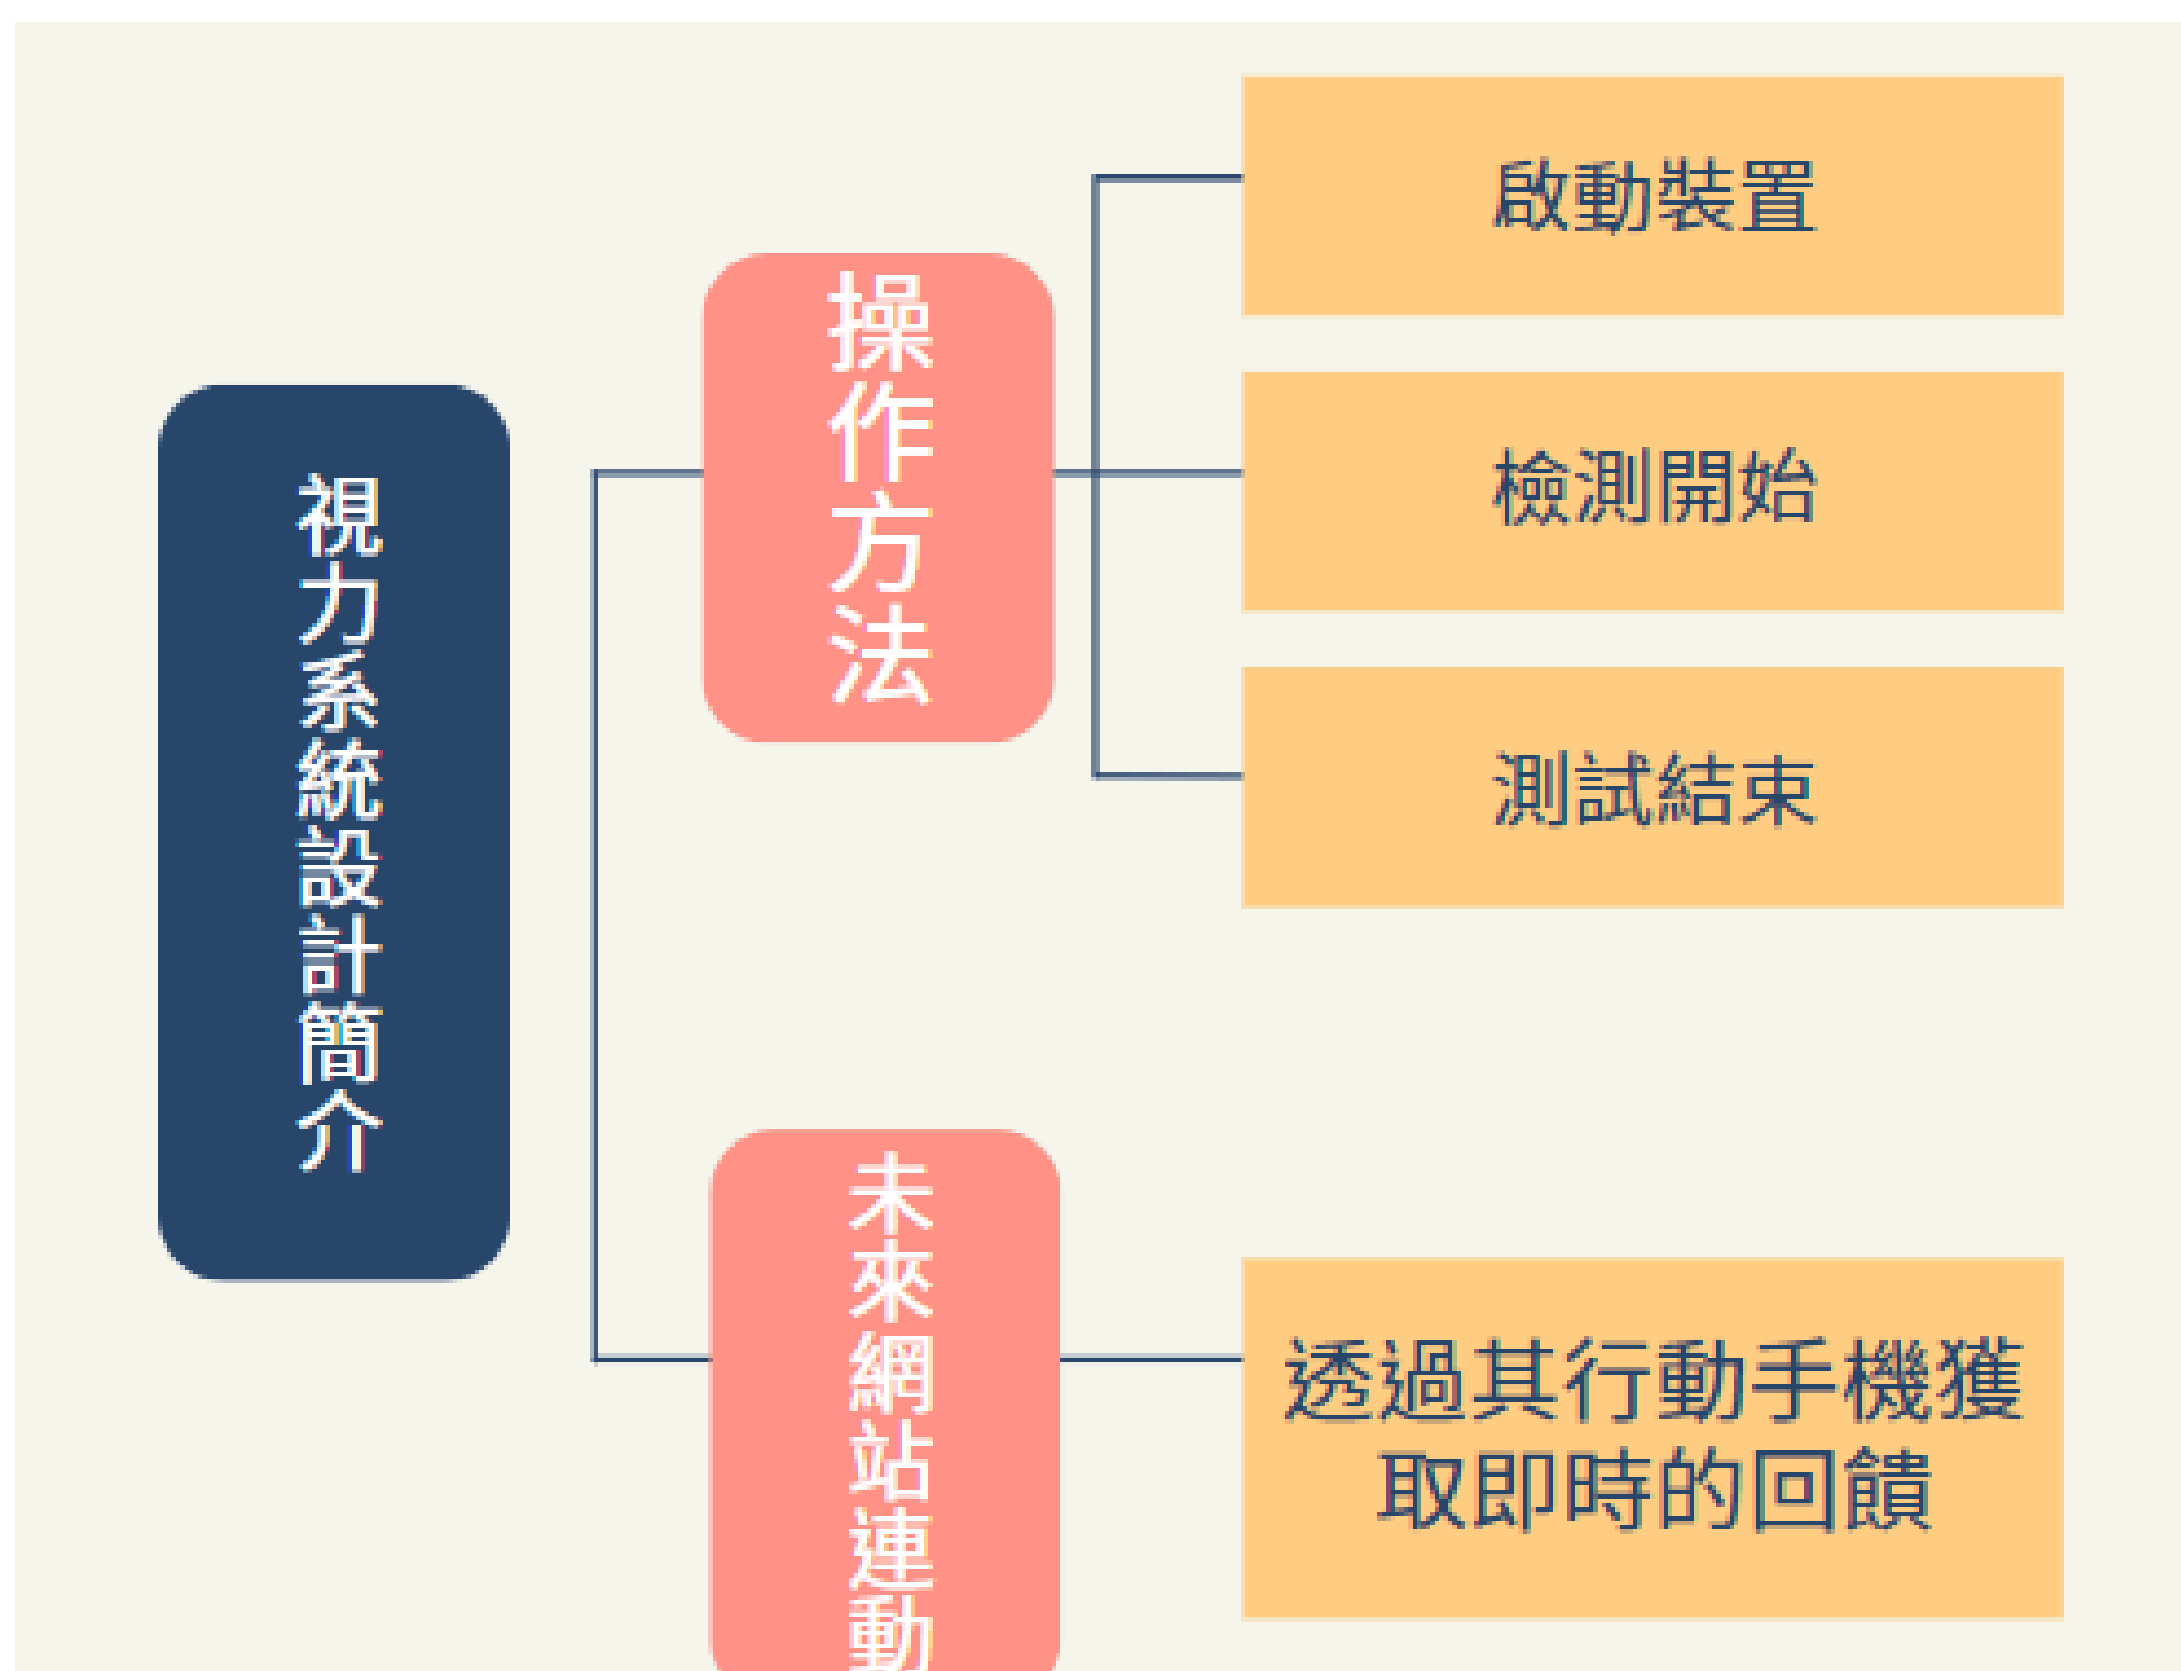 視力系統設計簡介
操作方法
啟動裝置
檢測開始
測試結束
未來網站連動
透過其行動手機獲
取即時的回饋